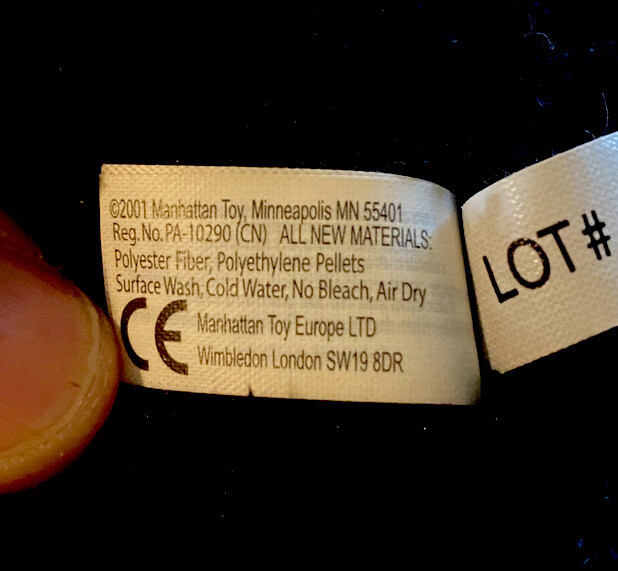 ©2001 Manhattan Toy, Minneapolis MN 55401
Reg. No. PA-10290 (CN) ALL NEW MATERIALS:
Polyester Fiber, Polyethylene Pellets
Surface Wash, Cold Water, No Bleach, Air Dry
CE Manhattan Toy Europe LTD
Wimbledon London SW19 8DR
LOT #